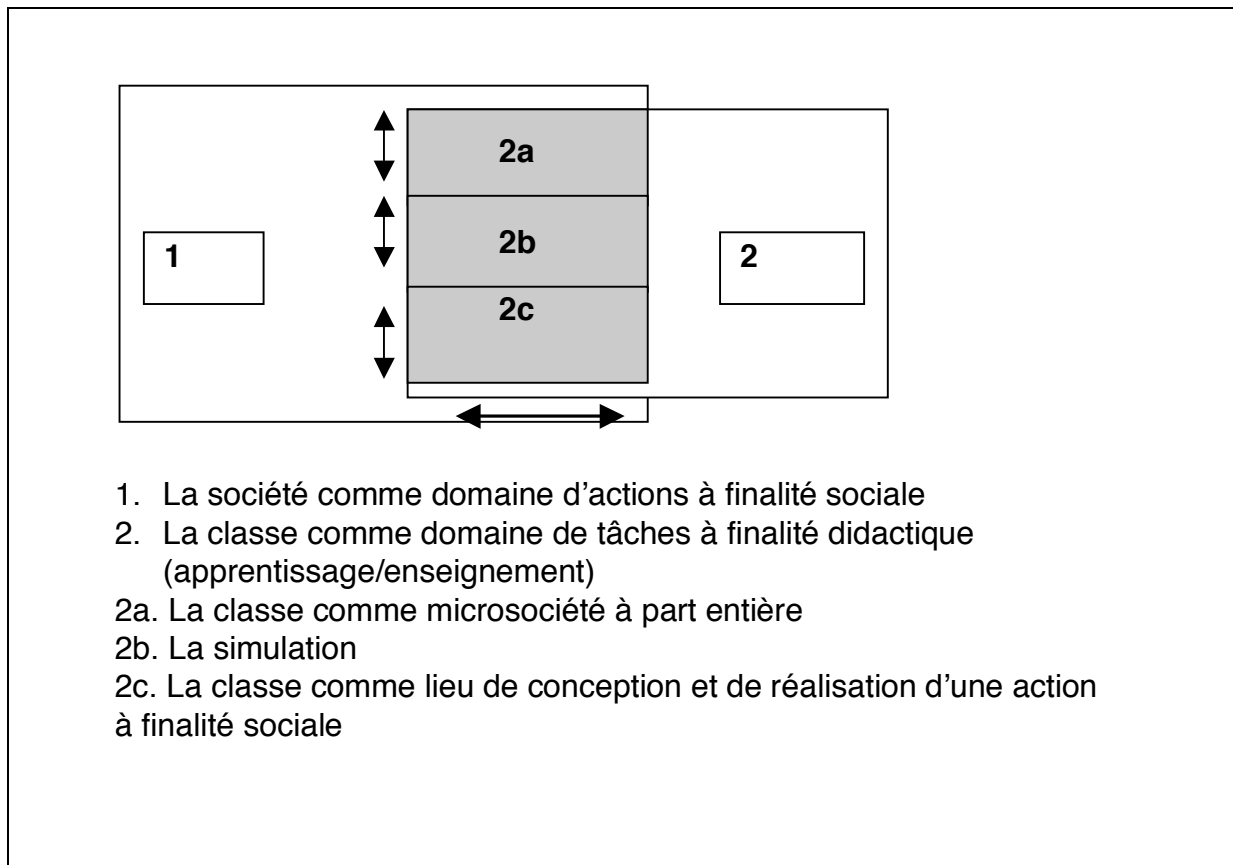 2a
1
2b
2
2c
1. La société comme domaine d’actions à finalité sociale
2. La classe comme domaine de tâches à finalité didactique
(apprentissage/enseignement)
2a. La classe comme microsociété à part entière
2b. La simulation
2c. La classe comme lieu de conception et de réalisation d’une action
à finalité sociale